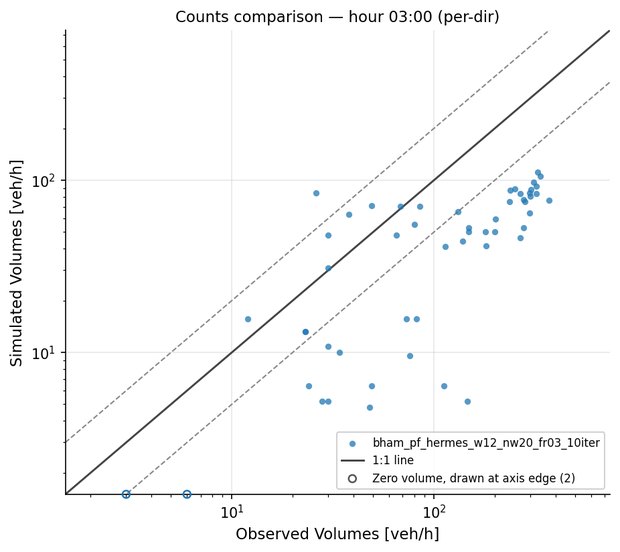 Counts comparison — hour 03:00 (per-dir)
Simulated Volumes [veh/h]
10²
10¹
bham_pf_hermes_w12_nw20_fr03_10iter
1:1 line
Zero volume, drawn at axis edge (2)
10¹
10²
Observed Volumes [veh/h]